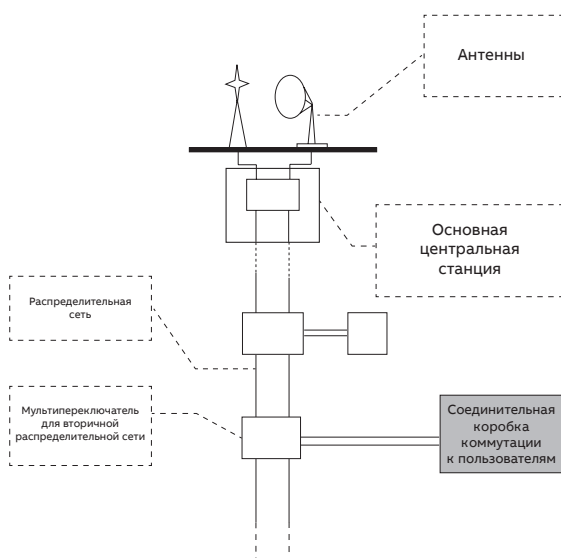 Антенны
Основная
центральная
станция
Распределительная
сеть
Мультипереключатель
для вторичной
распределительной сети
Соединительная
коробка
коммутации
к пользователям